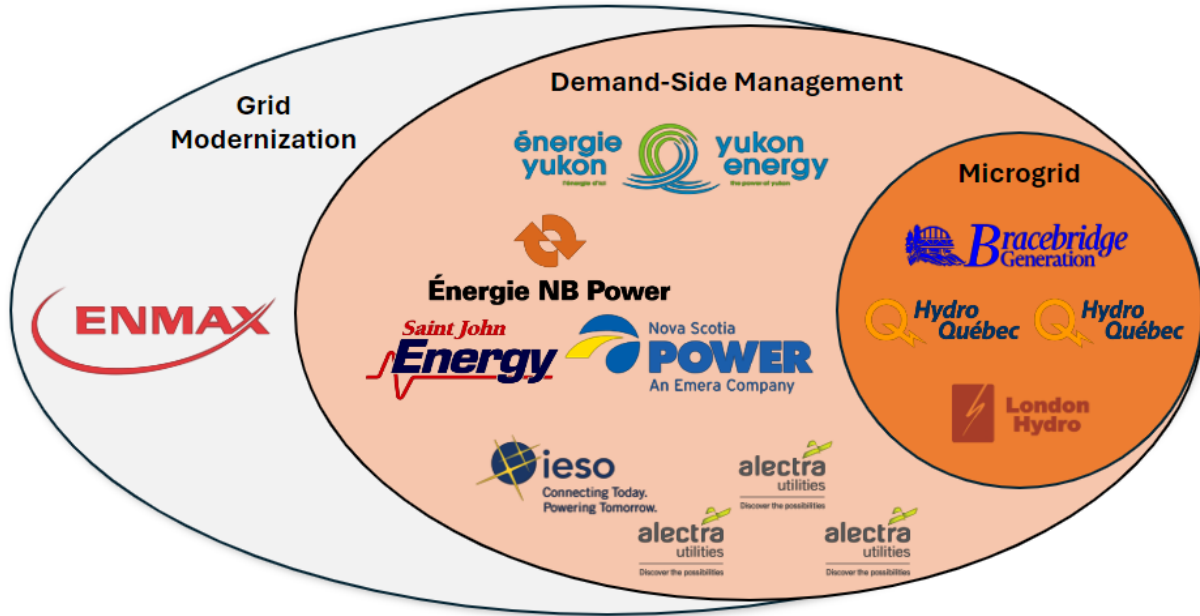 Grid
Modernization
Demand-Side Management
énergie
yukon
l'énergie d'ici
yukon
energy
the power of yukon
Microgrid
Bracebridge
Generation
Énergie NB Power
ENMAX
Hydro
Québec
Hydro
Québec
Saint John
Energy
Nova Scotia
POWER
An Emera Company
London
Hydro
ieso
Connecting Today.
Powering Tomorrow.
alectra
utilities
Discover the possibilities
alectra
utilities
Discover the possibilities
alectra
utilities
Discover the possibilities